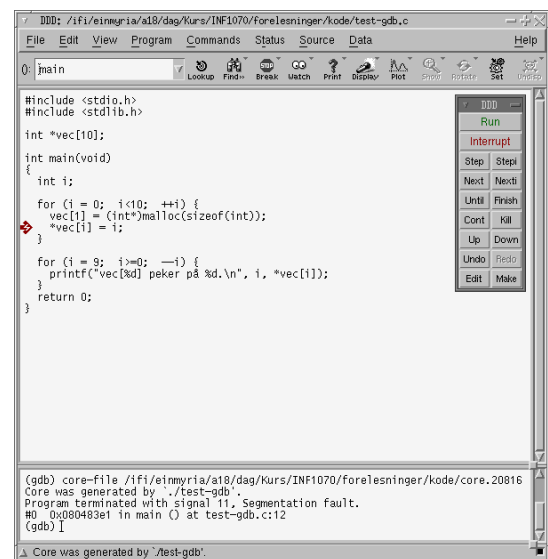 DDD: /ifi/einmyria/a18/dag/Kurs/INF1070/forelesninger/kode/test-gdb.c
File Edit View Program Commands Status Source Data Help
(): main
Lookup Find» Break Watch Print Display Plot Show Rotate Set Undisp
#include <stdio.h>
#include <stdlib.h>
int *vec[10];
int main(void)
{
int i;
for (i = 0; i<10; ++i) {
vec[1] = (int*)malloc(sizeof(int));
*vec[i] = i;
}
for (i = 9; i>=0; --i) {
printf("vec[%d] peker på %d.\n", i, *vec[i]);
}
return 0;
}
DDD
Run
Interrupt
Step Stepi
Next Nexti
Until Finish
Cont Kill
Up Down
Undo Redo
Edit Make
(gdb) core-file /ifi/einmyria/a18/dag/Kurs/INF1070/forelesninger/kode/core.20816
Core was generated by `./test-gdb'.
Program terminated with signal 11, Segmentation fault.
#0 0x080483e1 in main () at test-gdb.c:12
(gdb)
Core was generated by `./test-gdb'.